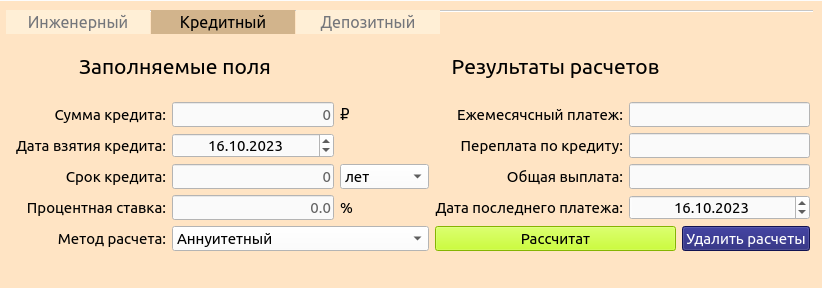 Инженерный Кредитный Депозитный
Заполняемые поля Результаты расчетов
Сумма кредита: 0 ₽ Ежемесячсный платеж:
Дата взятия кредита: 16.10.2023 Переплата по кредиту:
Срок кредита: 0 лет Общая выплата:
Процентная ставка: 0.0 % Дата последнего платежа: 16.10.2023
Метод расчета: Аннуитетный Рассчитат Удалить расчеты